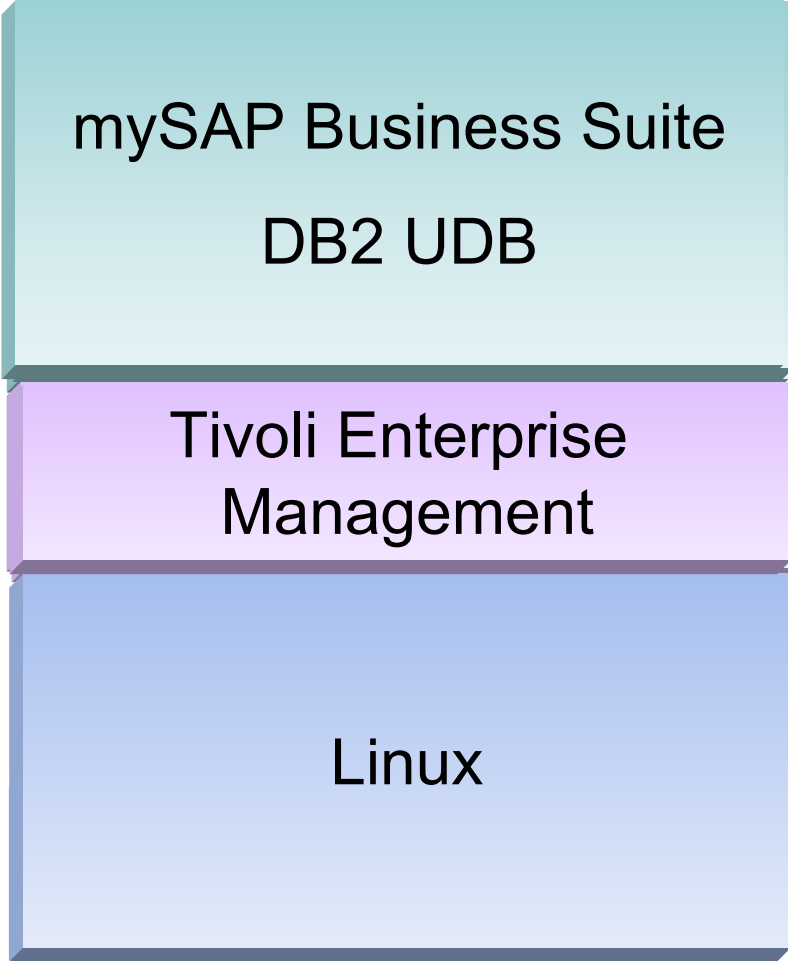 mySAP Business Suite
DB2 UDB
Tivoli Enterprise
Management
Linux